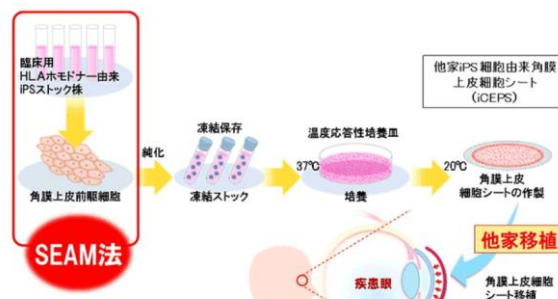 臨床用
HLAホモドナー由来
iPSストック株
角膜上皮前駆細胞
SEAM法
純化
凍結保存
凍結ストック
温度応答性培養皿
37℃
培養
20℃
他家iPS細胞由来角膜
上皮細胞シート
(iCEPS)
角膜上皮
細胞シートの作製
他家移植
疾患眼
角膜上皮細胞
シート移植